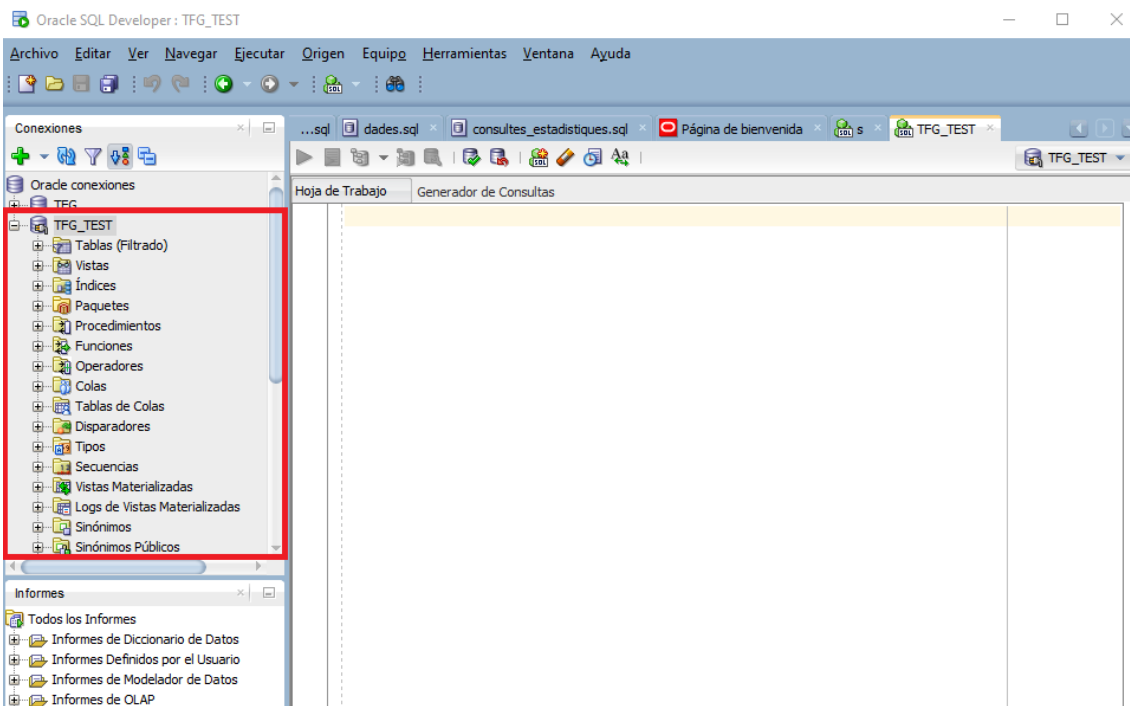 Oracle SQL Developer : TFG_TEST
Archivo Editar Ver Navegar Ejecutar Origen Equipo Herramientas Ventana Ayuda
Conexiones
...sql dades.sql consultes_estadistiques.sql Página de bienvenida s TFG_TEST
TFG_TEST
Hoja de Trabajo Generador de Consultas
Oracle conexiones
TFG
TFG_TEST
Tablas (Filtrado)
Vistas
Índices
Paquetes
Procedimientos
Funciones
Operadores
Colas
Tablas de Colas
Disparadores
Tipos
Secuencias
Vistas Materializadas
Logs de Vistas Materializadas
Sinónimos
Sinónimos Públicos
Informes
Todos los Informes
Informes de Diccionario de Datos
Informes Definidos por el Usuario
Informes de Modelador de Datos
Informes de OLAP